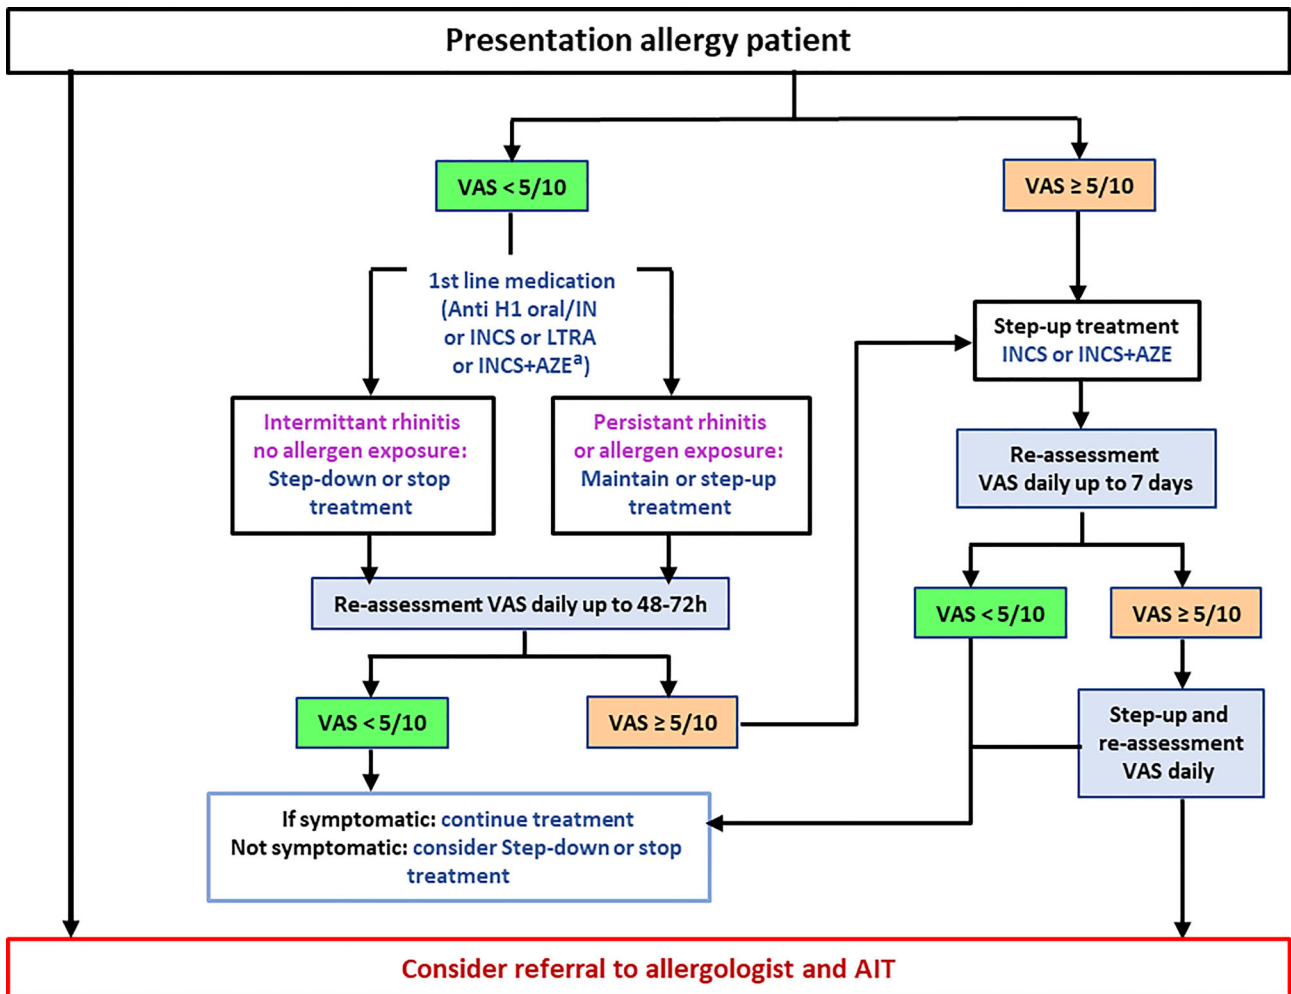 Presentation allergy patient
VAS < 5/10
VAS ≥ 5/10
1st line medication
(Anti H1 oral/IN
or INCS or LTRA
or INCS+AZEᵃ)
Step-up treatment
INCS or INCS+AZE
Intermittant rhinitis
no allergen exposure:
Step-down or stop
treatment
Persistant rhinitis
or allergen exposure:
Maintain or step-up
treatment
Re-assessment
VAS daily up to 7 days
Re-assessment VAS daily up to 48-72h
VAS < 5/10
VAS ≥ 5/10
VAS < 5/10
VAS ≥ 5/10
Step-up and
re-assessment
VAS daily
If symptomatic: continue treatment
Not symptomatic: consider Step-down or stop
treatment
Consider referral to allergologist and AIT